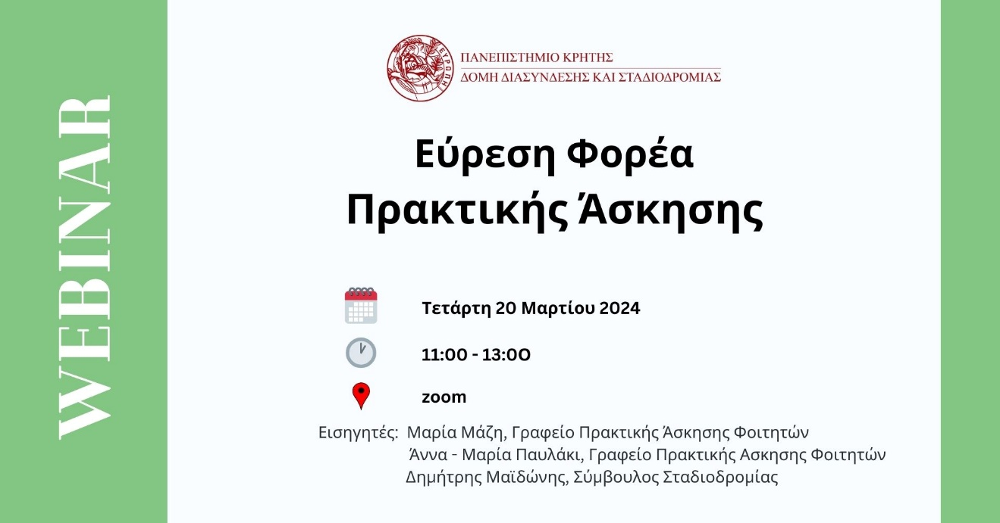 WEBINAR
ΕΥΡΩΠΗ
ΠΑΝΕΠΙΣΤΗΜΙΟ ΚΡΗΤΗΣ
ΔΟΜΗ ΔΙΑΣΥΝΔΕΣΗΣ ΚΑΙ ΣΤΑΔΙΟΔΡΟΜΙΑΣ
Εύρεση Φορέα
Πρακτικής Άσκησης
Τετάρτη 20 Μαρτίου 2024
11:00 - 13:0O
zoom
Εισηγητές: Μαρία Μάζη, Γραφείο Πρακτικής Άσκησης Φοιτητών
Άννα - Μαρία Παυλάκι, Γραφείο Πρακτικής Ασκησης Φοιτητών
Δημήτρης Μαϊδώνης, Σύμβουλος Σταδιοδρομίας